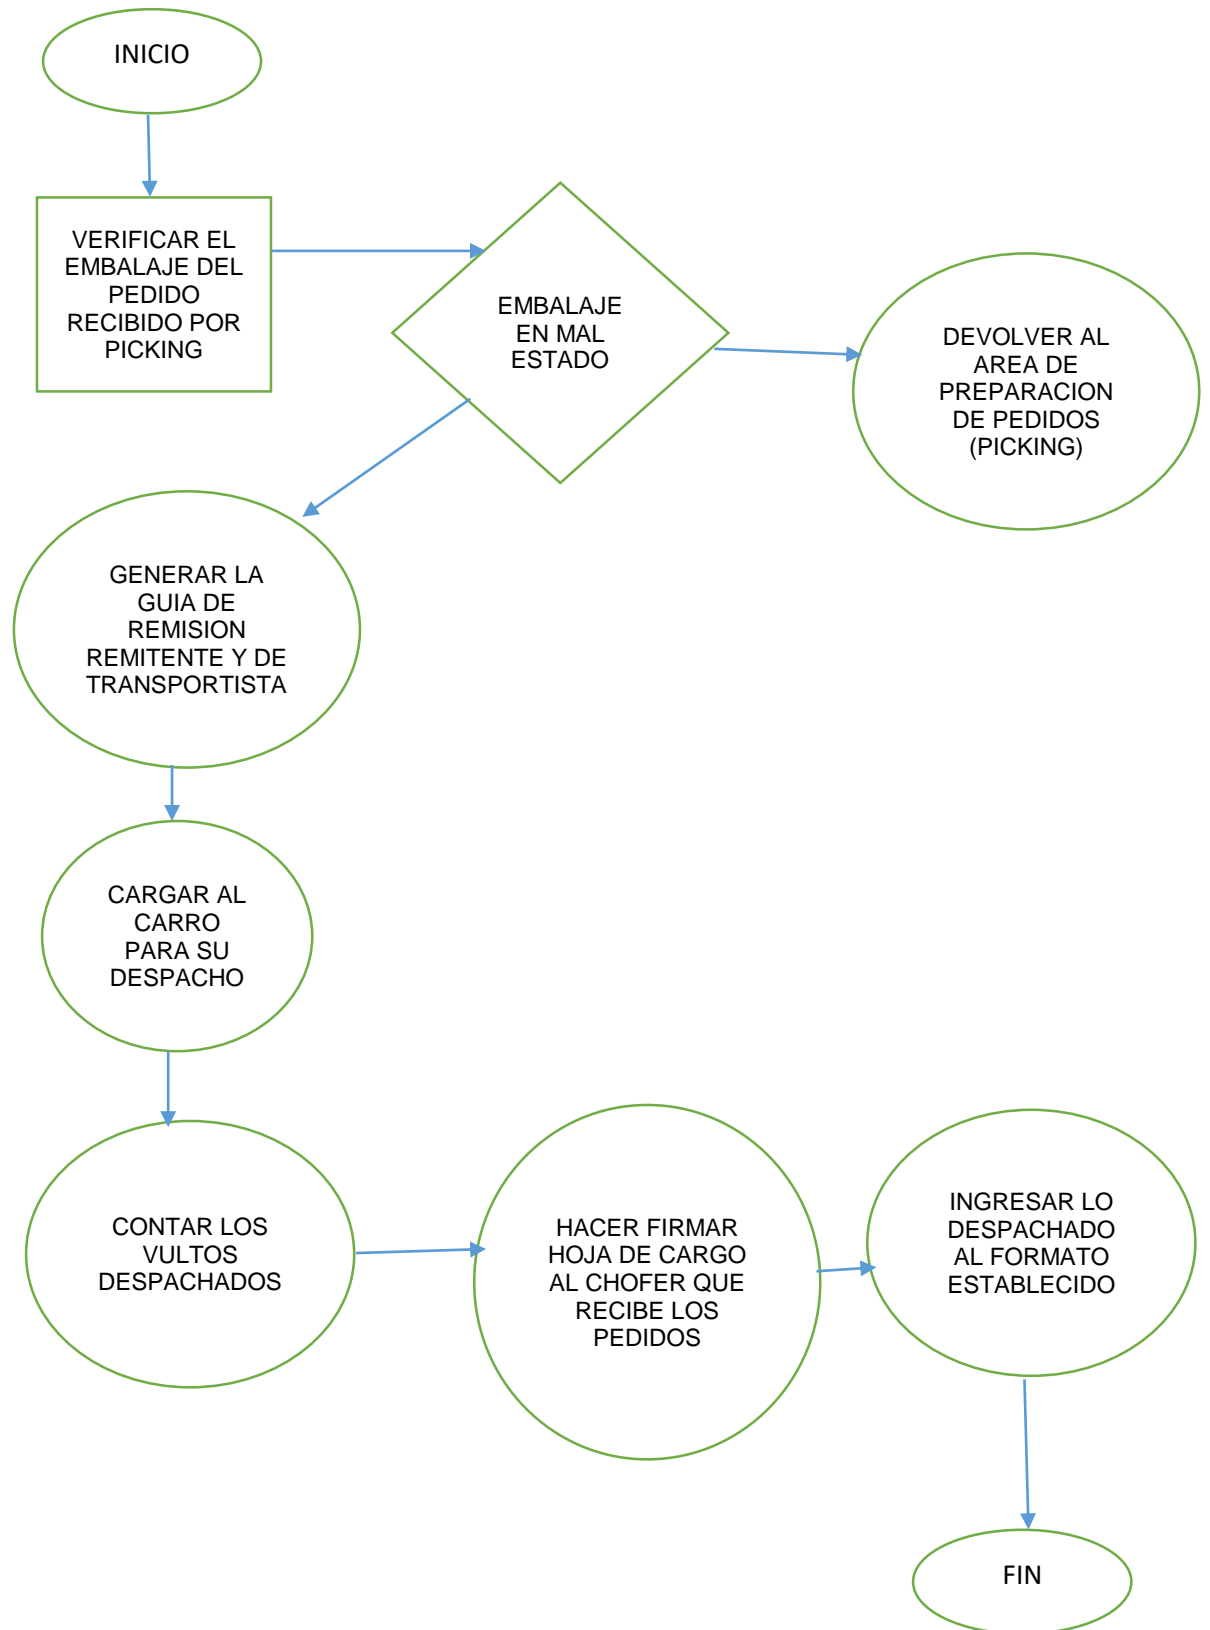 INICIO
VERIFICAR EL
EMBALAJE DEL
PEDIDO
RECIBIDO POR
PICKING
EMBALAJE
EN MAL
ESTADO
DEVOLVER AL
AREA DE
PREPARACION
DE PEDIDOS
(PICKING)
GENERAR LA
GUIA DE
REMISION
REMITENTE Y DE
TRANSPORTISTA
CARGAR AL
CARRO
PARA SU
DESPACHO
CONTAR LOS
VULTOS
DESPACHADOS
HACER FIRMAR
HOJA DE CARGO
AL CHOFER QUE
RECIBE LOS
PEDIDOS
INGRESAR LO
DESPACHADO
AL FORMATO
ESTABLECIDO
FIN